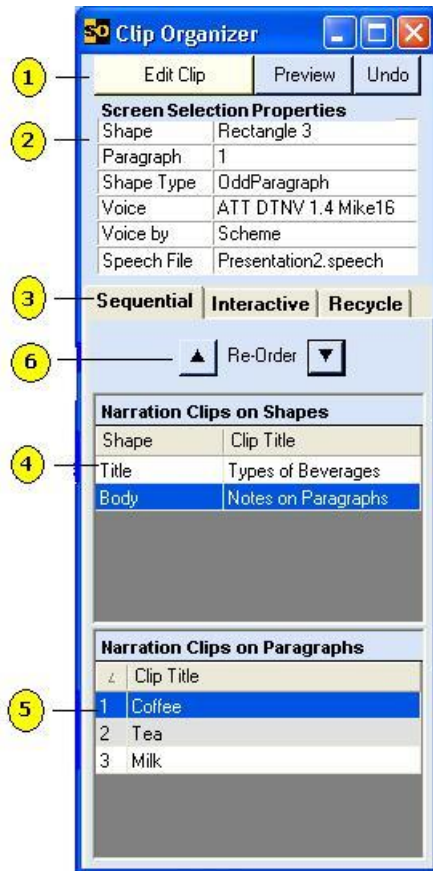 SO Clip Organizer
1 Edit Clip Preview Undo
Screen Selection Properties
2 Shape Rectangle 3
Paragraph 1
Shape Type OddParagraph
Voice ATT DTNV 1.4 Mike16
Voice by Scheme
Speech File Presentation2.speech
3 Sequential Interactive Recycle
6 Re-Order
Narration Clips on Shapes
Shape Clip Title
4 Title Types of Beverages
Body Notes on Paragraphs
Narration Clips on Paragraphs
Clip Title
5 1 Coffee
2 Tea
3 Milk